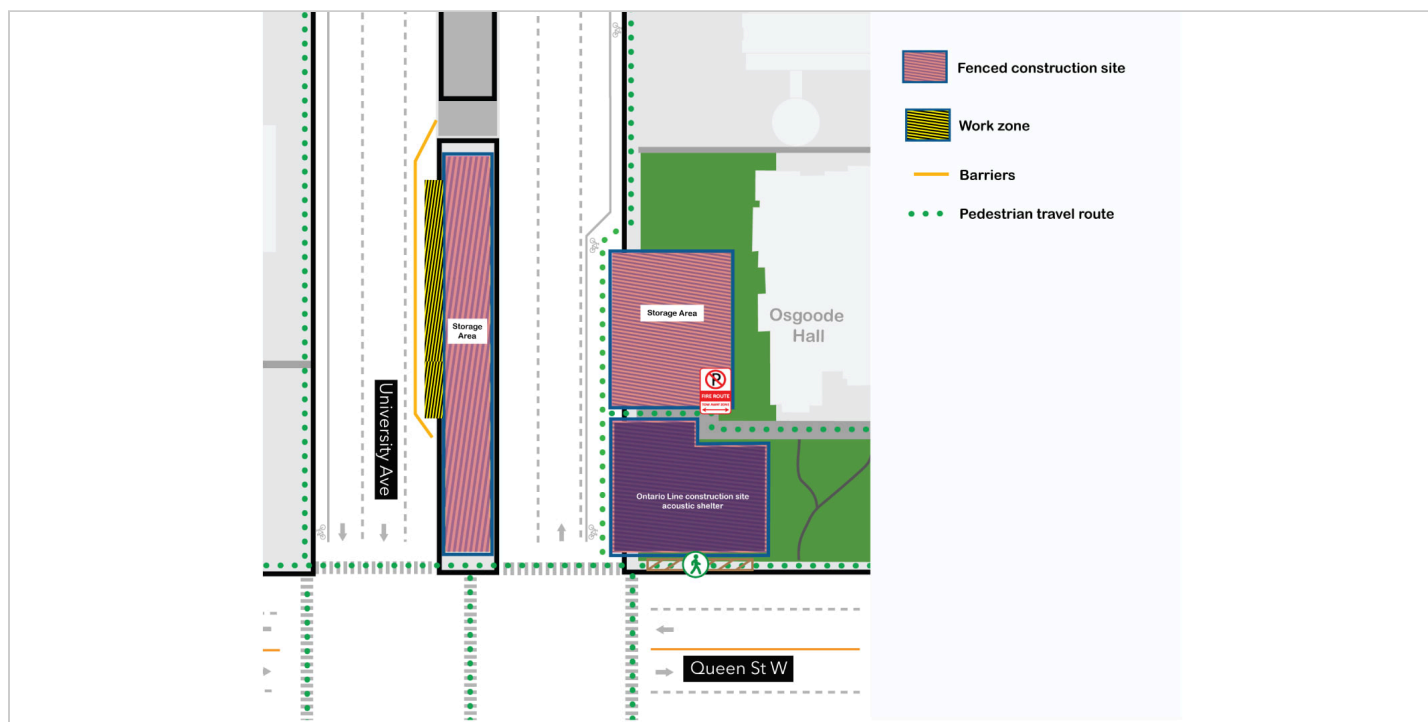 Fenced construction site
Work zone
Barriers
Pedestrian travel route
Storage
Area
Storage Area
Osgoode
Hall
P
FIRE ROUTE
University Ave
Ontario Line construction site
acoustic shelter
Queen St W